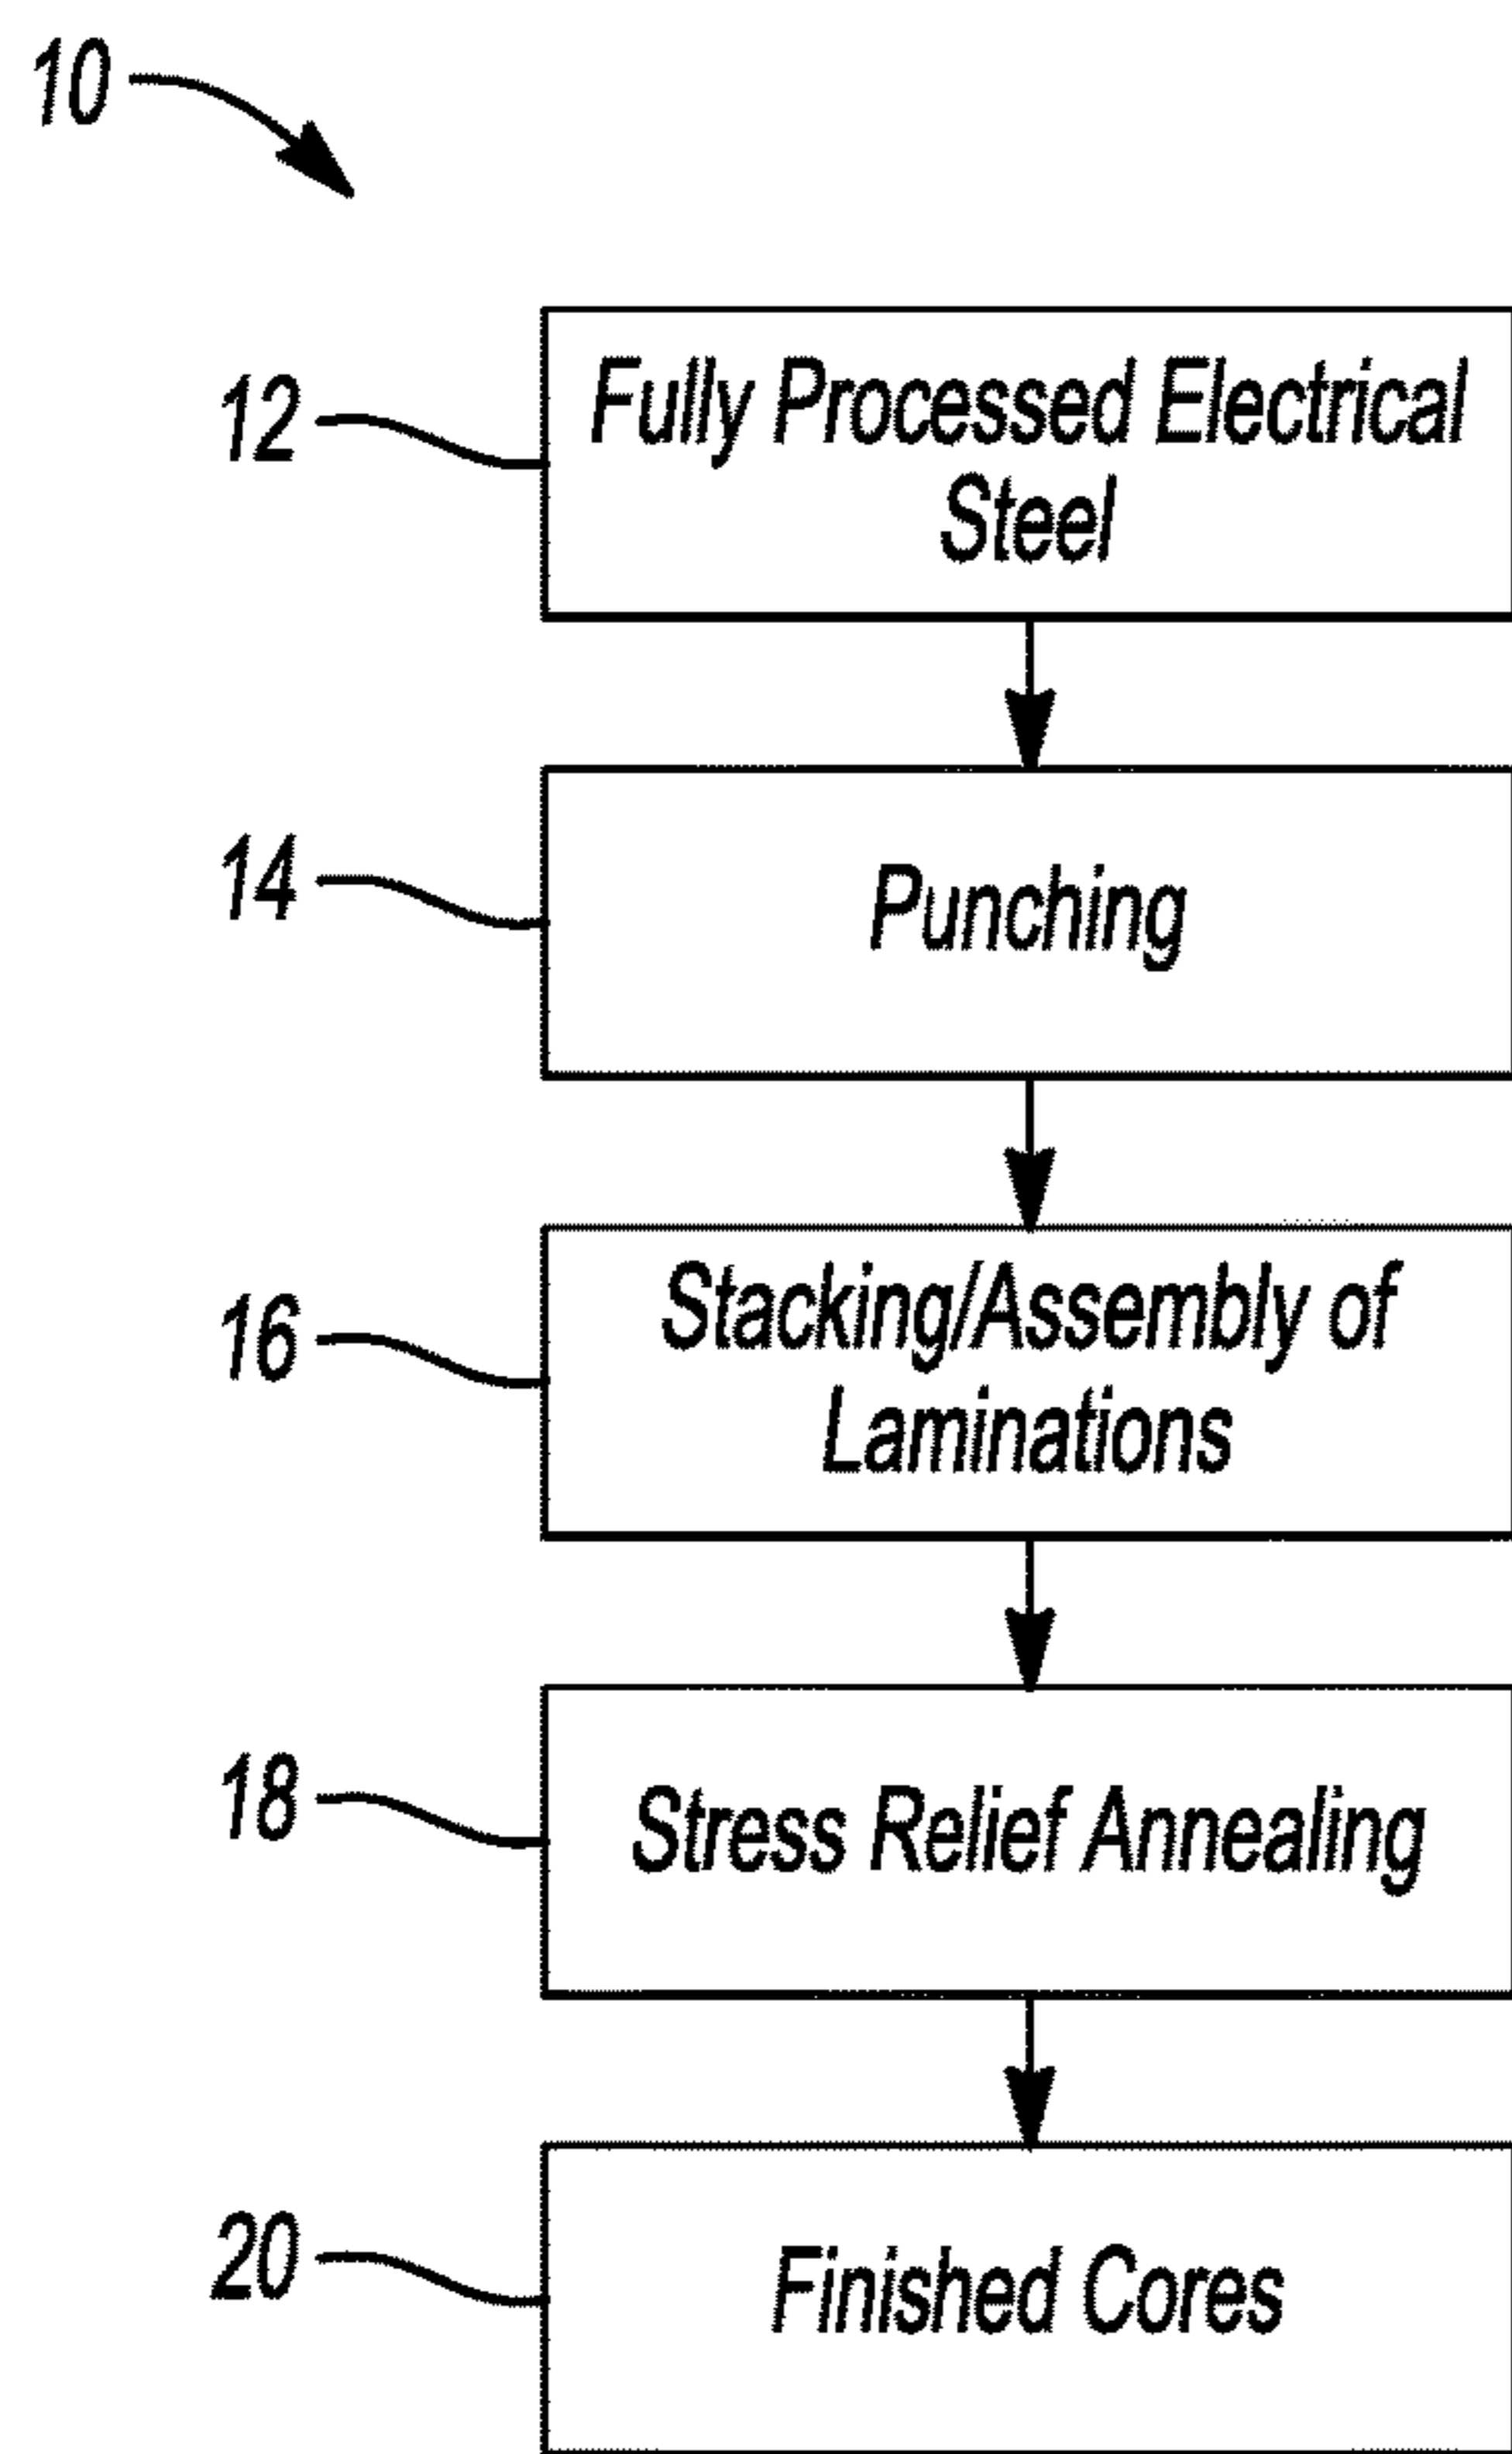 10
12
Fully Processed Electrical
Steel
14
Punching
16
Stacking/Assembly of
Laminations
18
Stress Relief Annealing
20
Finished Cores